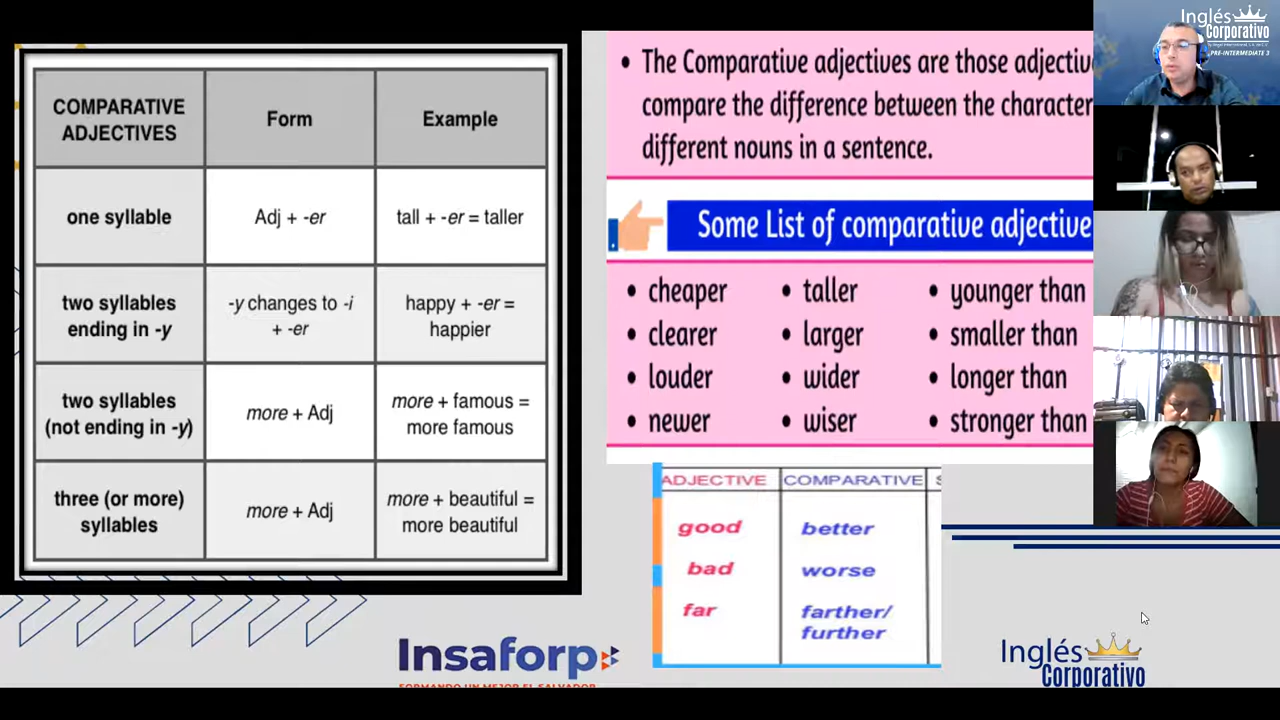 COMPARATIVE
ADJECTIVES
Form
Example
one syllable
Adj + -er
tall + -er = taller
two syllables
ending in -y
-y changes to -i
+ -er
happy + -er =
happier
two syllables
(not ending in -y)
more + Adj
more + famous =
more famous
three (or more)
syllables
more + Adj
more + beautiful =
more beautiful
• The Comparative adjectives are those adjectiv
compare the difference between the character
different nouns in a sentence.
Some List of comparative adjective
• cheaper
• taller
• younger than
• clearer
• larger
• smaller than
• louder
• wider
• longer than
• newer
• wiser
• stronger than
ADJECTIVE
COMPARATIVE
good
better
bad
worse
far
farther/
further
Insaforp
FORMANDO UN MEJOR EL SALVADOR
Inglés
Corporativo
Inglés
Corporativo
PRE-INTERMEDIATE 3